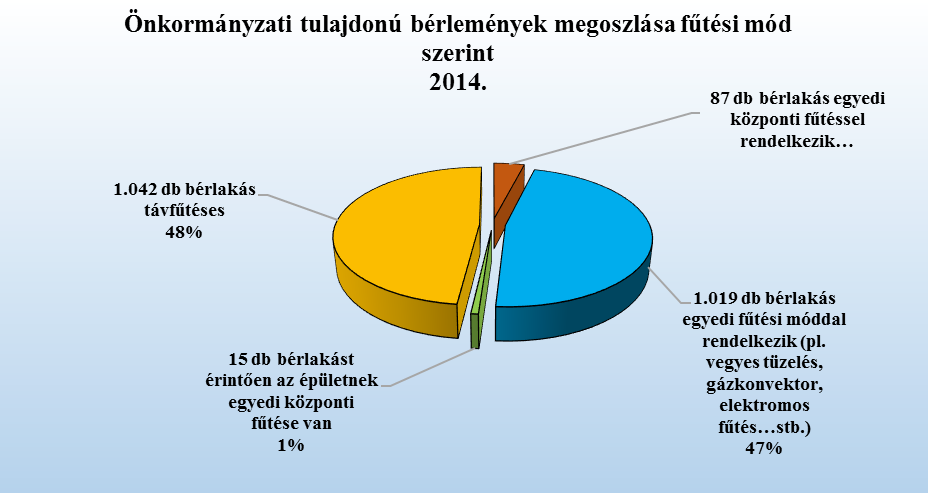 Önkormányzati tulajdonú bérlemények megoszlása fűtési mód
szerint
2014.
87 db bérlakás egyedi
központi fűtéssel
rendelkezik…
1.042 db bérlakás
távfűtéses
48%
1.019 db bérlakás
egyedi fűtési móddal
rendelkezik (pl.
vegyes tüzelés,
gázkonvektor,
elektromos
fűtés…stb.)
47%
15 db bérlakást
érintően az épületnek
egyedi központi
fűtése van
1%